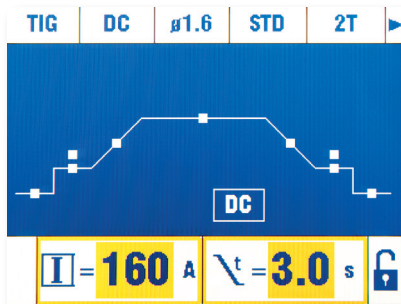 TIG DC ø1.6 STD 2T
DC
I = 160 A t = 3.0 s